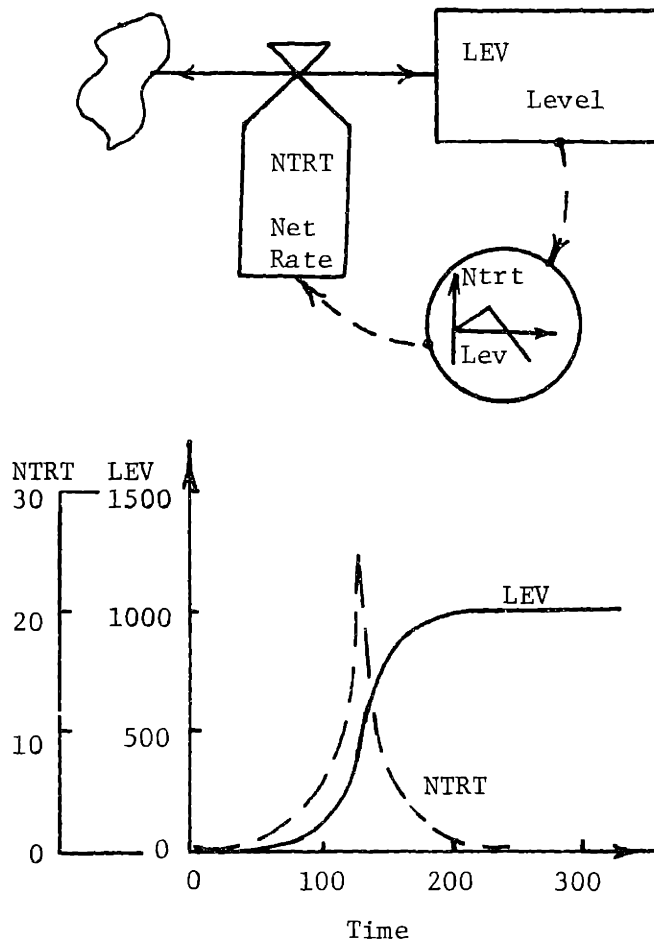 LEV
Level
NTRT
Net
Rate
Ntrt
Lev
NTRT LEV
30 1500
20 1000
LEV
10 500
NTRT
0 0
0 100 200 300
Time